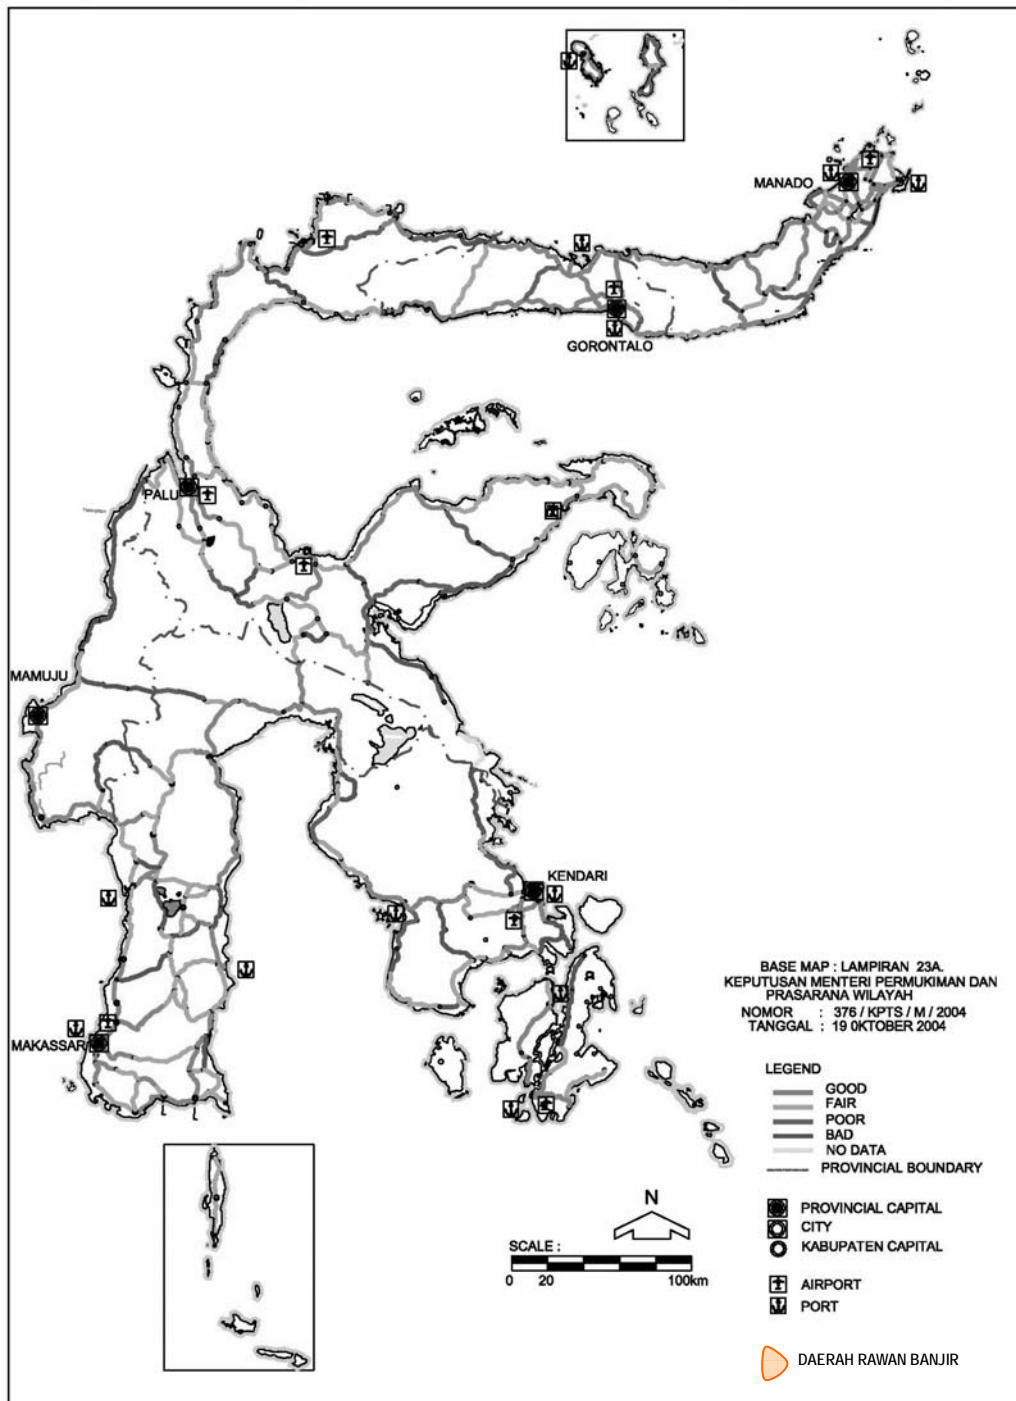 MANADO
GORONTALO
PALU
MAMUJU
KENDARI
MAKASSAR
BASE MAP : LAMPIRAN 23A.
KEPUTUSAN MENTERI PERMUKIMAN DAN
PRASARANA WILAYAH
NOMOR : 376 / KPTS / M / 2004
TANGGAL : 19 0KTOBER 2004
LEGEND
GOOD
FAIR
POOR
BAD
NO DATA
PROVINCIAL BOUNDARY
N
SCALE :
0 20 100km
PROVINCIAL CAPITAL
CITY
KABUPATEN CAPITAL
AIRPORT
PORT
DAERAH RAWAN BANJIR